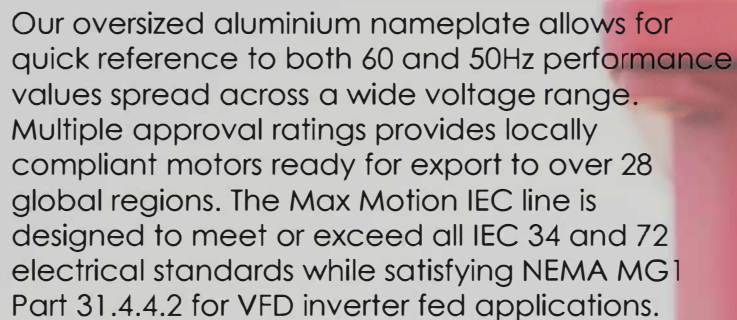 Our oversized aluminium nameplate allows for
quick reference to both 60 and 50Hz performance
values spread across a wide voltage range.
Multiple approval ratings provides locally
compliant motors ready for export to over 28
global regions. The Max Motion IEC line is
designed to meet or exceed all IEC 34 and 72
electrical standards while satisfying NEMA MG1
Part 31.4.4.2 for VFD inverter fed applications.